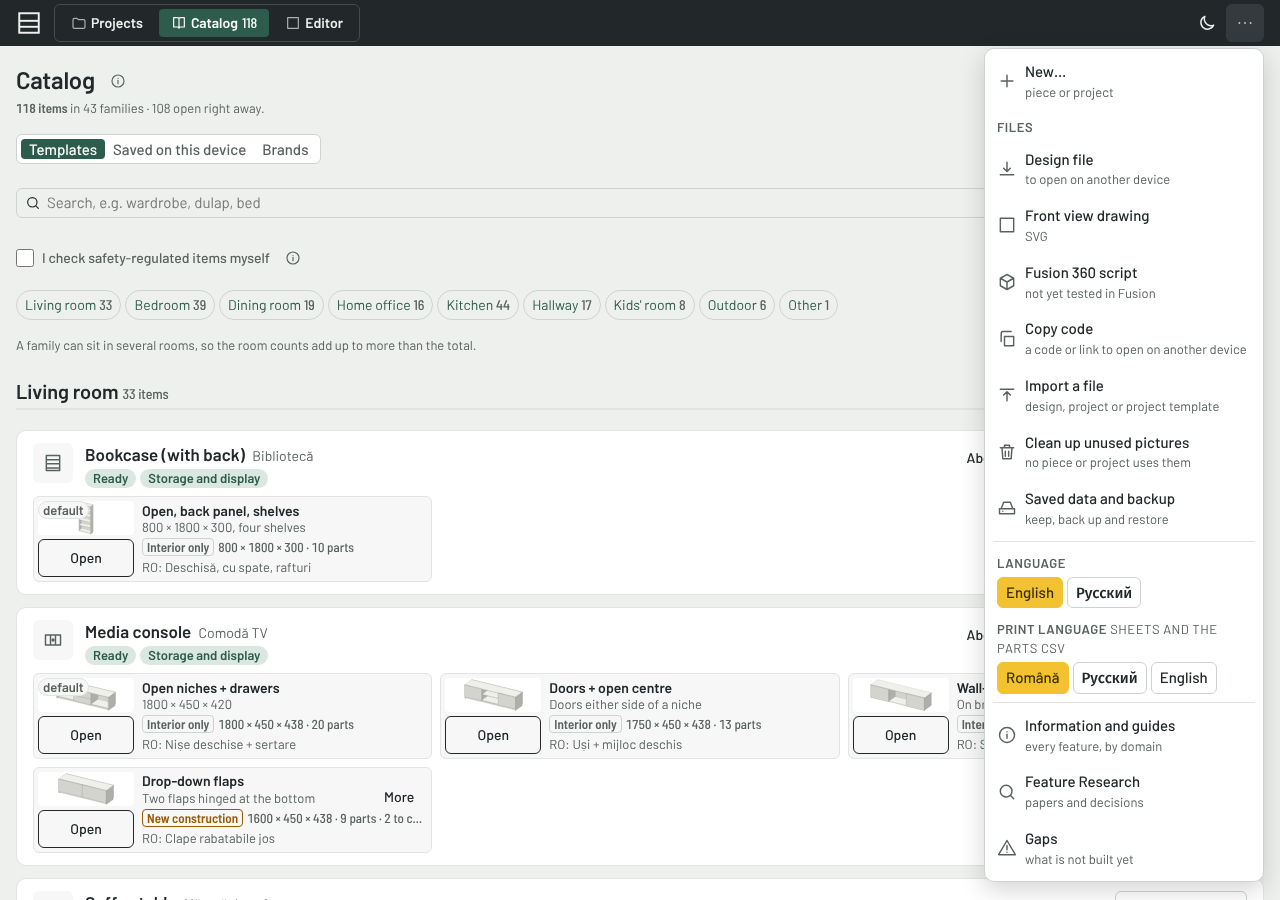 Projects
Catalog 118
Editor
Catalog
118 items in 43 families · 108 open right away.
Templates
Saved on this device
Brands
Search, e.g. wardrobe, dulap, bed
I check safety-regulated items myself
Living room 33
Bedroom 39
Dining room 19
Home office 16
Kitchen 44
Hallway 17
Kids' room 8
Outdoor 6
Other 1
A family can sit in several rooms, so the room counts add up to more than the total.
Living room 33 items
Bookcase (with back) Bibliotecă
Ready
Storage and display
default
Open
Open, back panel, shelves
800 × 1800 × 300, four shelves
Interior only 800 × 1800 × 300 · 10 parts
RO: Deschisă, cu spate, rafturi
Media console Comodă TV
Ready
Storage and display
default
Open
Open niches + drawers
1800 × 450 × 420
Interior only 1800 × 450 × 438 · 20 parts
RO: Nișe deschise + sertare
Open
Doors + open centre
Doors either side of a niche
Interior only 1750 × 450 × 438 · 13 parts
RO: Uși + mijloc deschis
Open
RO:
Open
Drop-down flaps
Two flaps hinged at the bottom
More
New construction 1600 × 450 × 438 · 9 parts · 2 to c…
RO: Clape rabatabile jos
New…
piece or project
FILES
Design file
to open on another device
Front view drawing
SVG
Fusion 360 script
not yet tested in Fusion
Copy code
a code or link to open on another device
Import a file
design, project or project template
Clean up unused pictures
no piece or project uses them
Saved data and backup
keep, back up and restore
LANGUAGE
English
Русский
PRINT LANGUAGE SHEETS AND THE
PARTS CSV
Română
Русский
English
Information and guides
every feature, by domain
Feature Research
papers and decisions
Gaps
what is not built yet